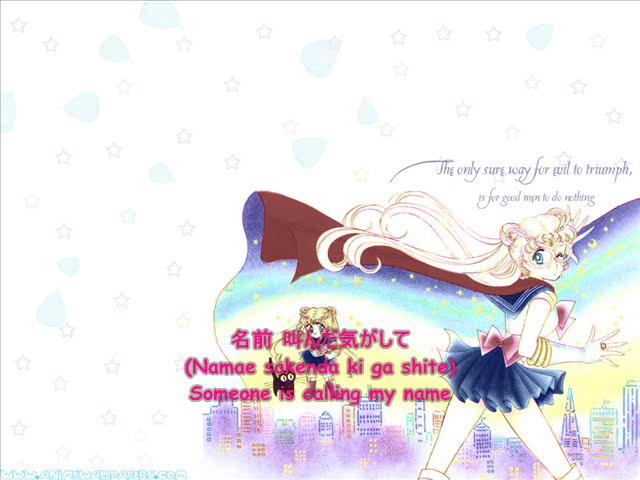 The only sure way for evil to triumph,
is for good men to do nothing
名前 叫んだ気がして
(Namae sakenda ki ga shite)
Someone is calling my name
WWW.ANIMEWALLPAPERS.COM